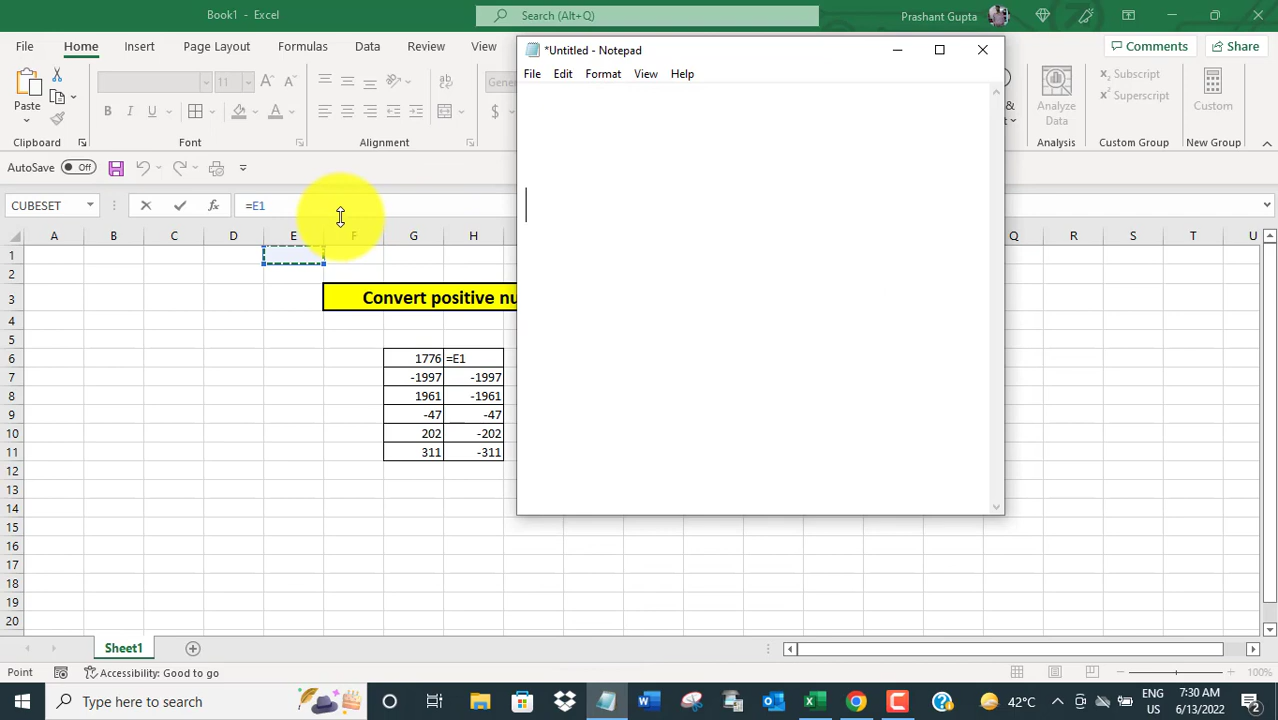 Book1 - Excel
Search (Alt+Q)
Prashant Gupta
File Home Insert Page Layout Formulas Data Review View
Comments Share
*Untitled - Notepad
File Edit Format View Help
Paste
Clipboard
B I U
Font
Alignment
Gener
$
&
Analyze
Data
Analysis
Subscript
Superscript
Custom Group
Custom
New Group
AutoSave Off
CUBESET
fx
=E1
A B C D E F G H Q R S T U
1
2
3 Convert positive nu
4
5
6 1776 =E1
7 -1997 -1997
8 1961 -1961
9 -47 -47
10 202 -202
11 311 -311
12
13
14
15
16
17
18
19
20
Sheet1
Point Accessibility: Good to go 100%
Type here to search
42°C
ENG
US
7:30 AM
6/13/2022
2